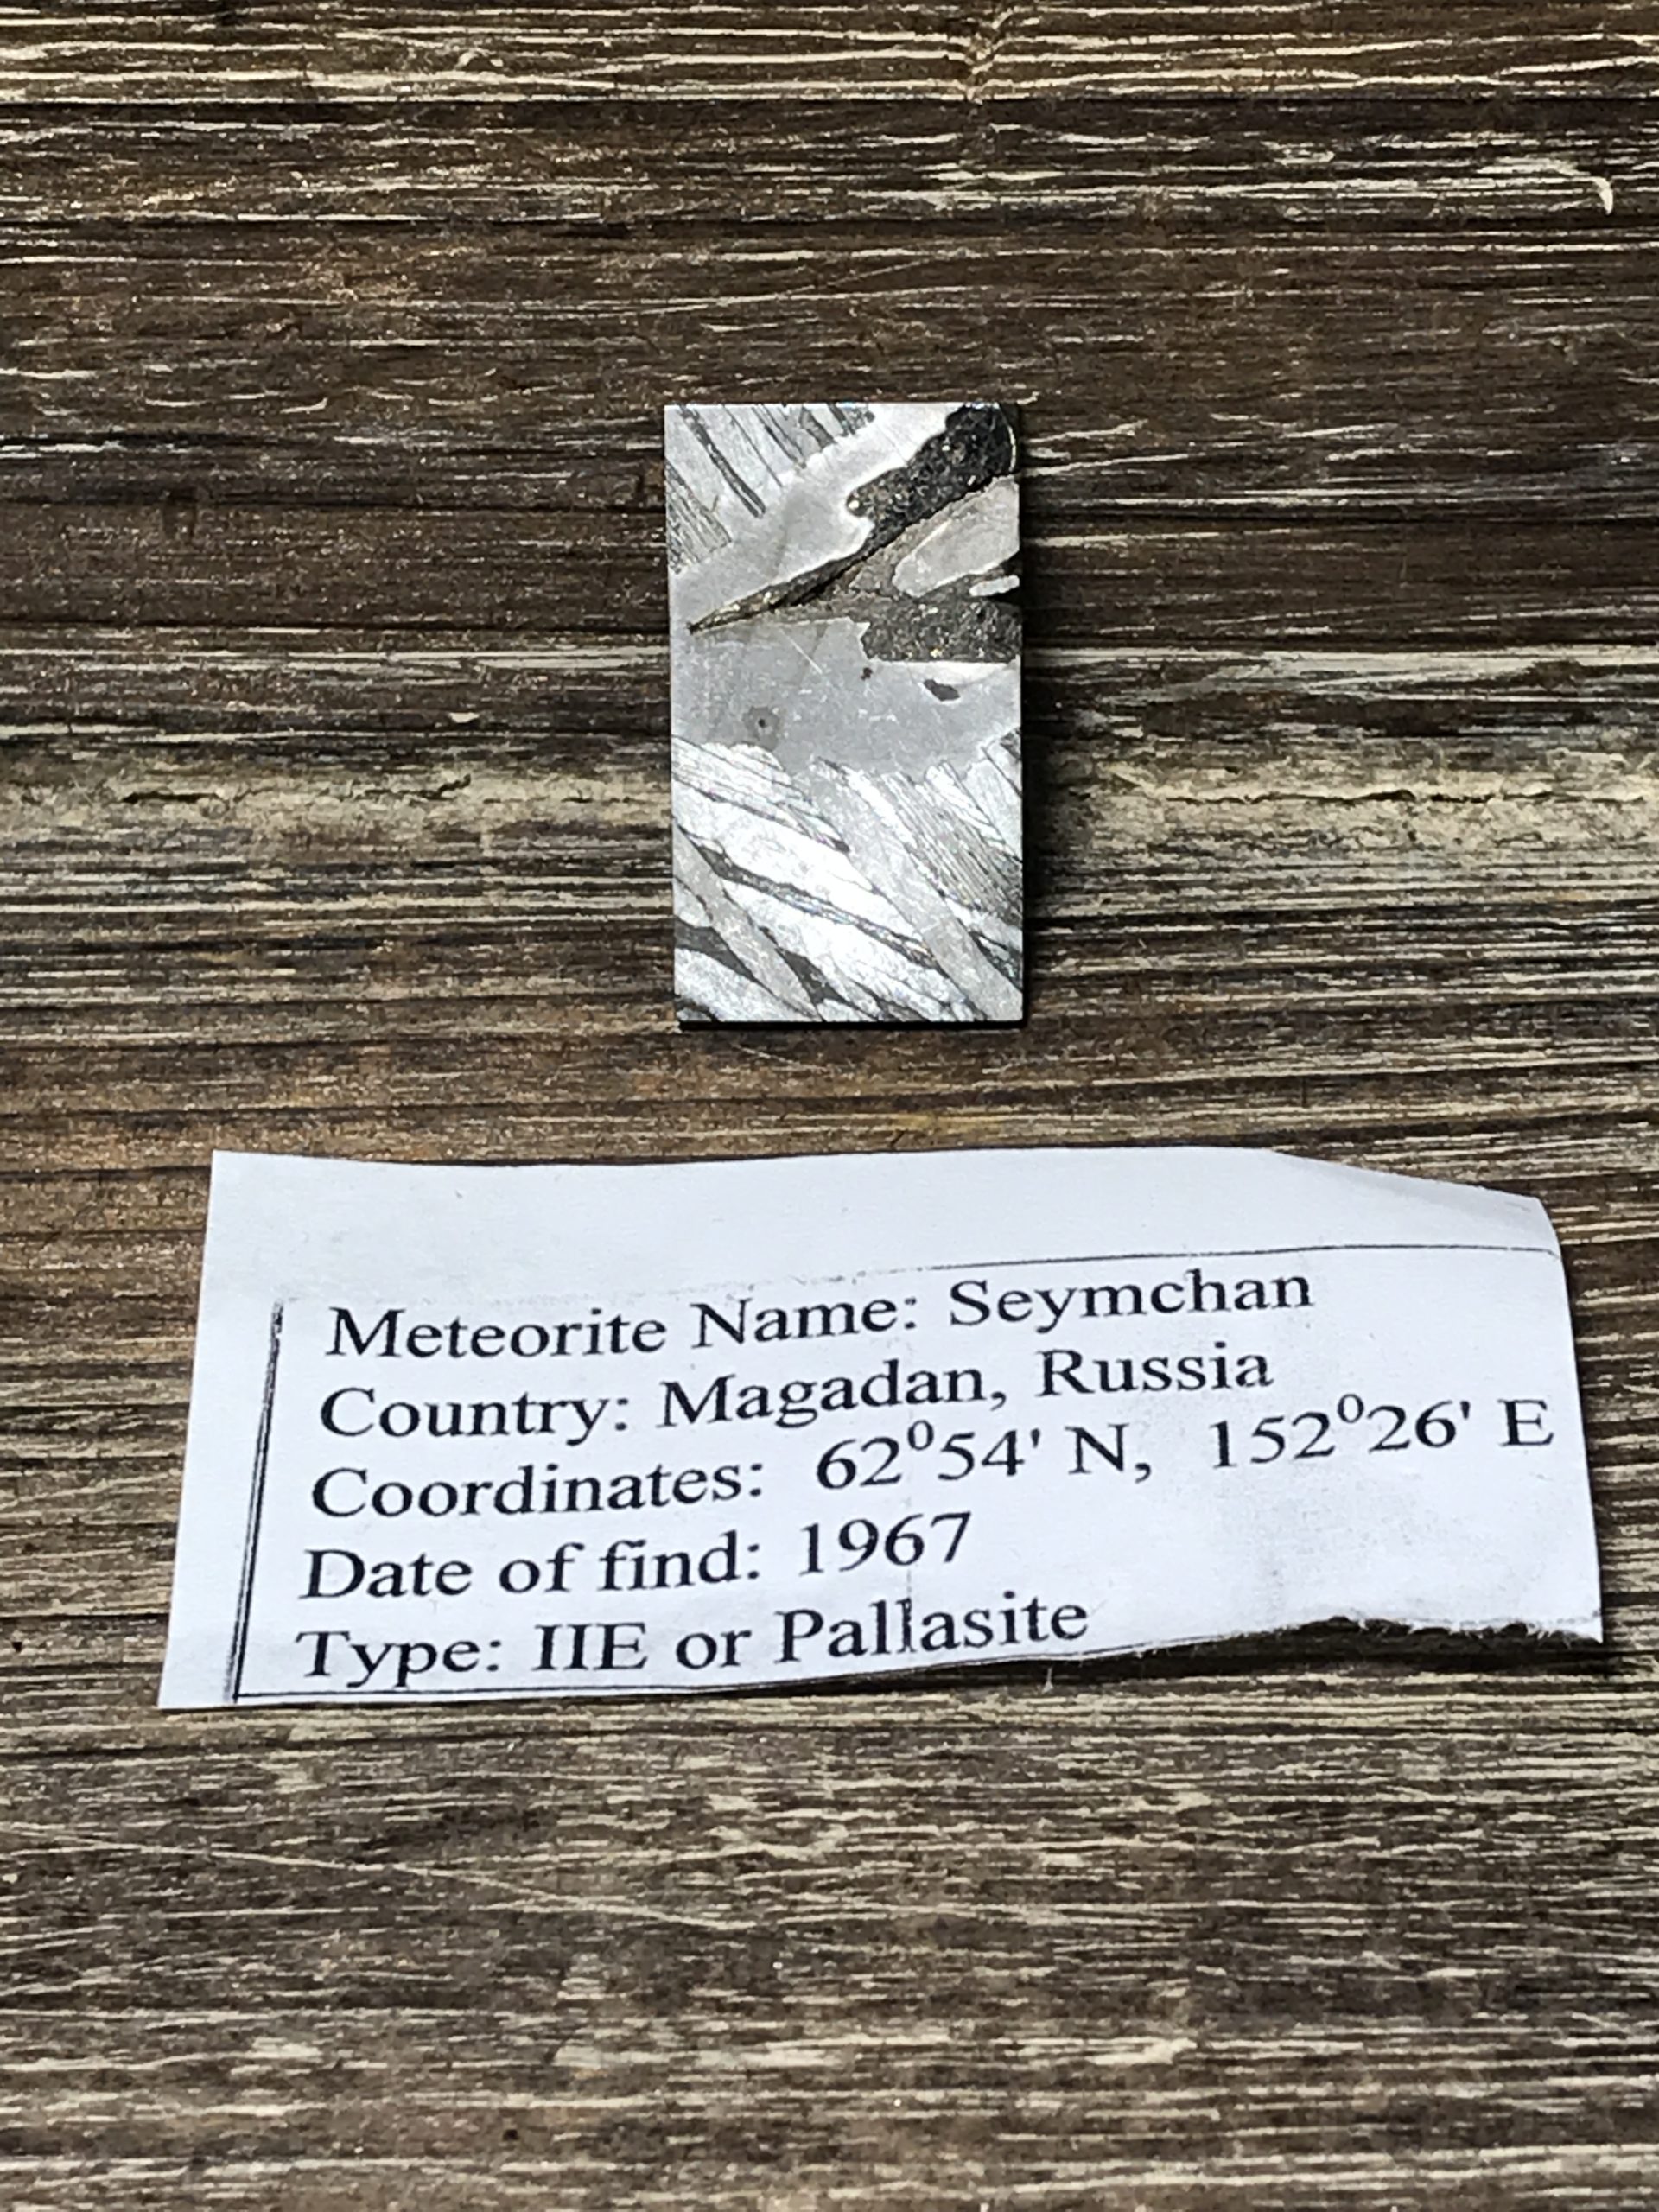 Meteorite Name: Seymchan
Country: Magadan, Russia
Coordinates: 62⁰54' N, 152⁰26' E
Date of find: 1967
Type: IIE or Pallasite